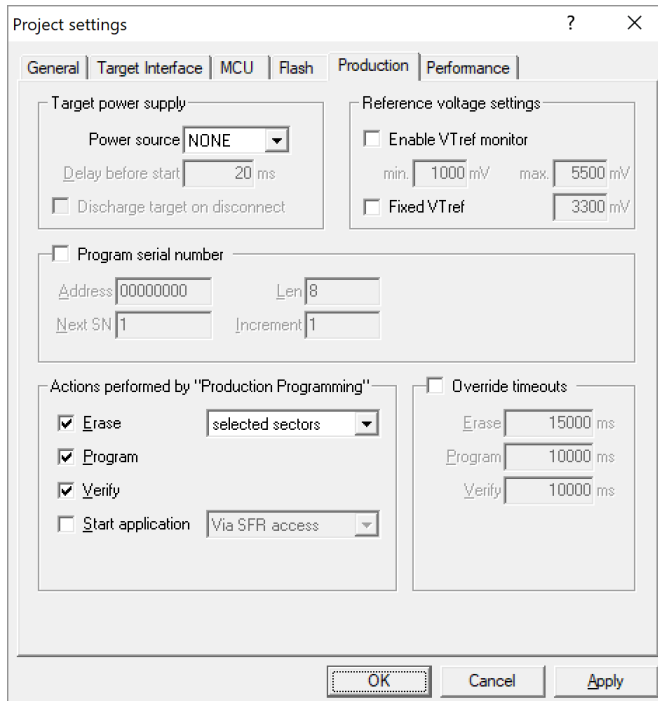 Project settings ? ×
General Target Interface MCU Flash Production Performance
Target power supply
Power source NONE
Delay before start 20 ms
Discharge target on disconnect
Reference voltage settings
Enable VTref monitor
min. 1000 mV max. 5500 mV
Fixed VTref 3300 mV
Program serial number
Address 00000000 Len 8
Next SN 1 Increment 1
Actions performed by "Production Programming"
Erase selected sectors
Program
Verify
Start application Via SFR access
Override timeouts
Erase 15000 ms
Program 10000 ms
Verify 10000 ms
OK Cancel Apply